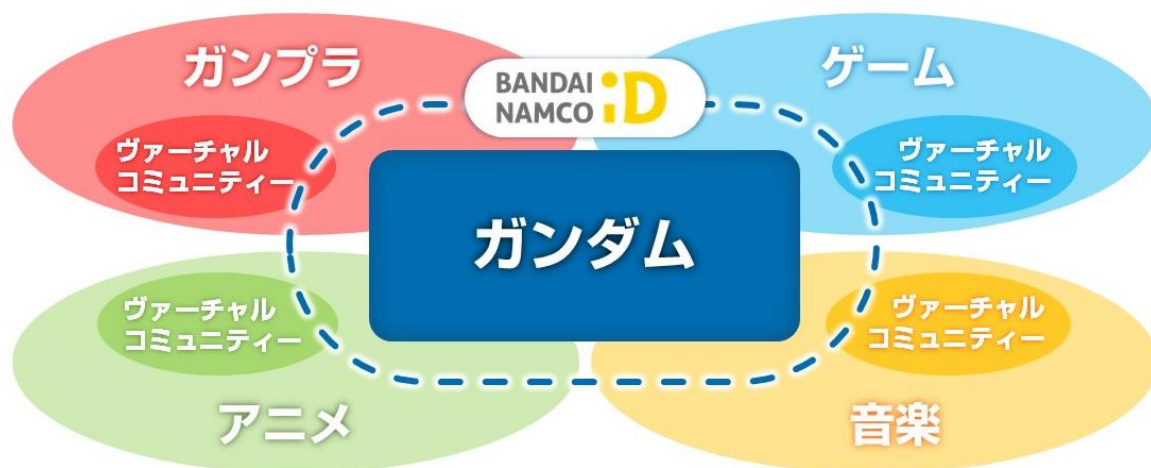 ガンプラ
BANDAI
NAMCO iD
ゲーム
ヴァーチャル
コミュニティー
ヴァーチャル
コミュニティー
ガンダム
ヴァーチャル
コミュニティー
ヴァーチャル
コミュニティー
アニメ
音楽